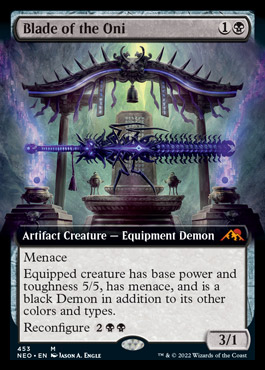 Blade of the Oni 1
Artifact Creature — Equipment Demon
Menace
Equipped creature has base power and
toughness 5/5, has menace, and is a
black Demon in addition to its other
colors and types.
Reconfigure 2
3/1
453 M
NEO • EN JASON A. ENGLE
™ & © 2022 Wizards of the Coast